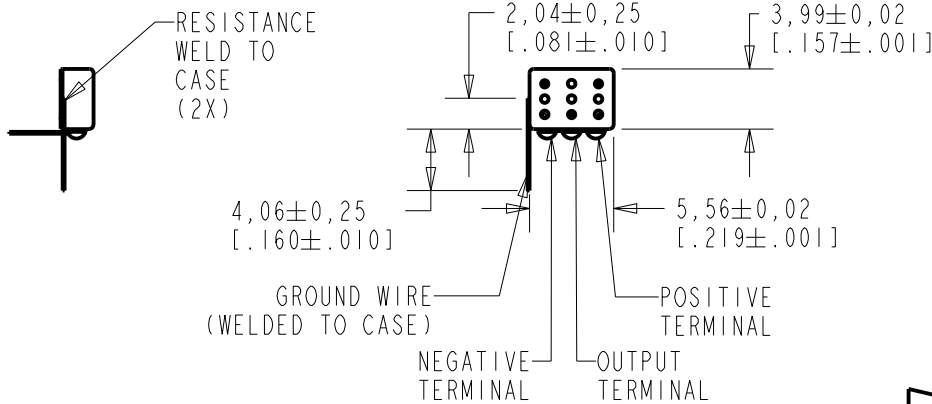 RESISTANCE
WELD TO
CASE
(2X)
2,04±0,25
[.081±.010]
3,99±0,02
[.157±.001]
4,06±0,25
[.160±.010]
5,56±0,02
[.219±.001]
GROUND WIRE
(WELDED TO CASE)
POSITIVE
TERMINAL
NEGATIVE
TERMINAL
OUTPUT
TERMINAL